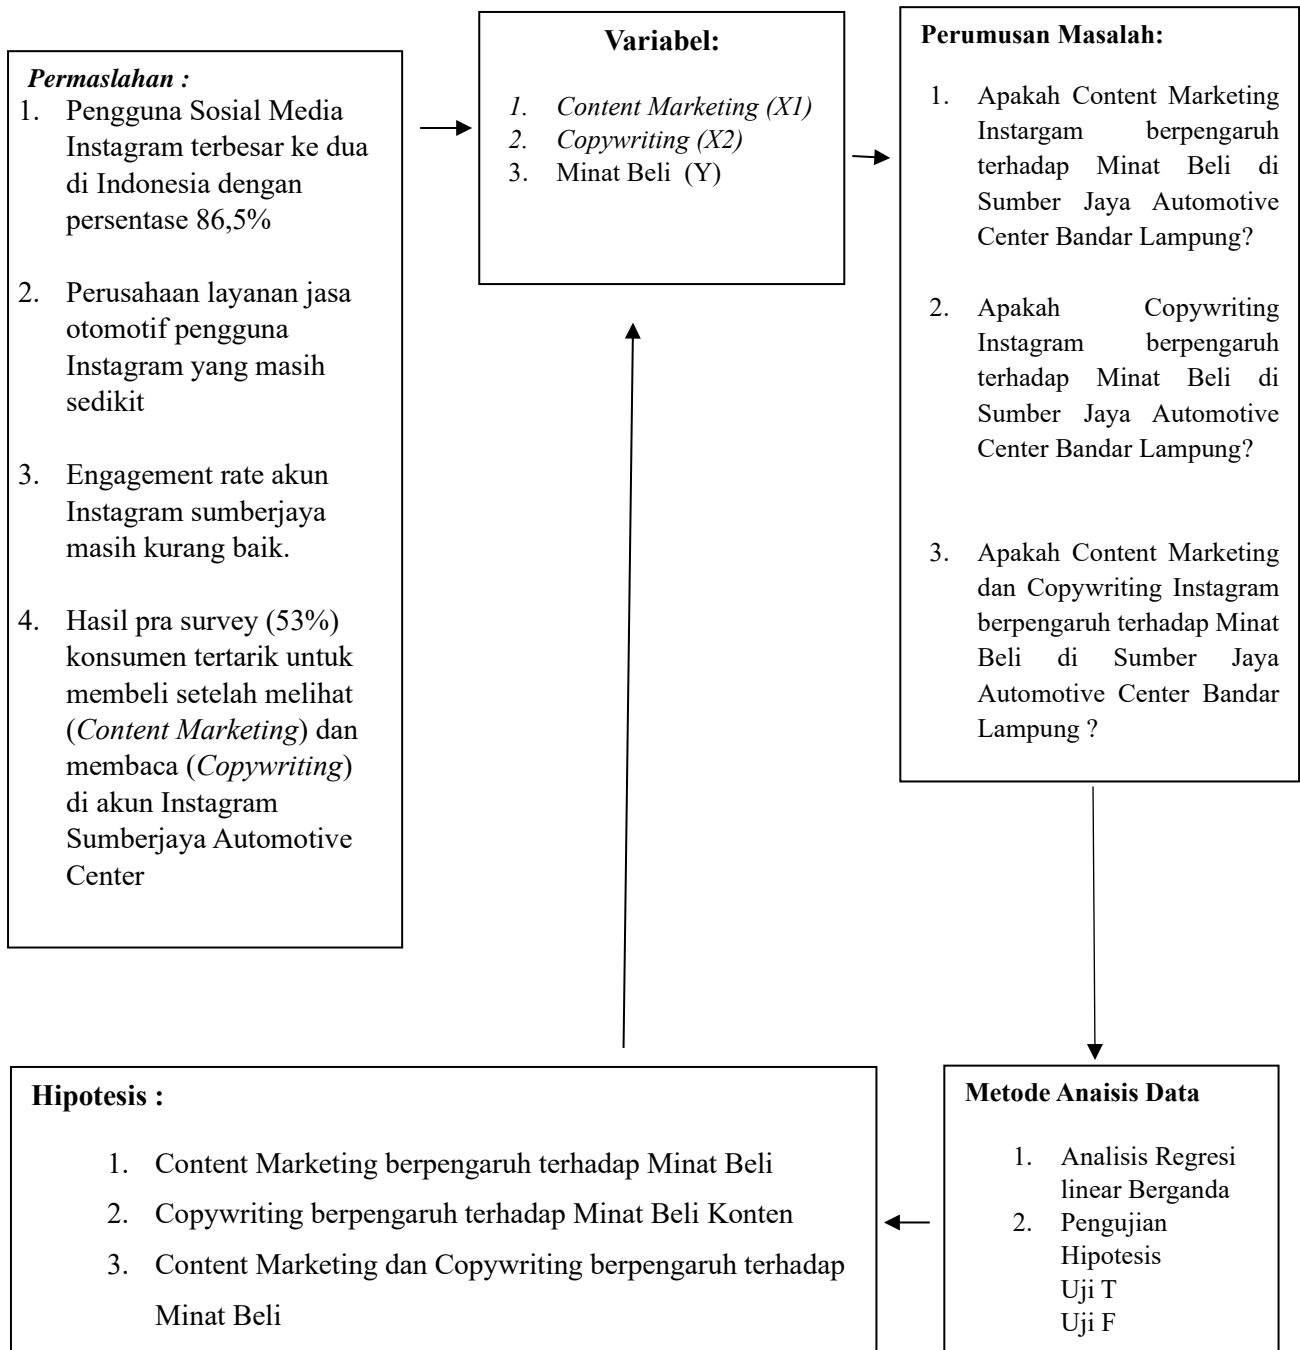 Permaslahan :
1. Pengguna Sosial Media
Instagram terbesar ke dua
di Indonesia dengan
persentase 86,5%
2. Perusahaan layanan jasa
otomotif pengguna
Instagram yang masih
sedikit
3. Engagement rate akun
Instagram sumberjaya
masih kurang baik.
4. Hasil pra survey (53%)
konsumen tertarik untuk
membeli setelah melihat
(Content Marketing) dan
membaca (Copywriting)
di akun Instagram
Sumberjaya Automotive
Center
Variabel:
1. Content Marketing (X1)
2. Copywriting (X2)
3. Minat Beli (Y)
Perumusan Masalah:
1. Apakah Content Marketing
Instargam berpengaruh
terhadap Minat Beli di
Sumber Jaya Automotive
Center Bandar Lampung?
2. Apakah Copywriting
Instagram berpengaruh
terhadap Minat Beli di
Sumber Jaya Automotive
Center Bandar Lampung?
3. Apakah Content Marketing
dan Copywriting Instagram
berpengaruh terhadap Minat
Beli di Sumber Jaya
Automotive Center Bandar
Lampung ?
Metode Anaisis Data
1. Analisis Regresi
linear Berganda
2. Pengujian
Hipotesis
Uji T
Uji F
Hipotesis :
1. Content Marketing berpengaruh terhadap Minat Beli
2. Copywriting berpengaruh terhadap Minat Beli Konten
3. Content Marketing dan Copywriting berpengaruh terhadap
Minat Beli